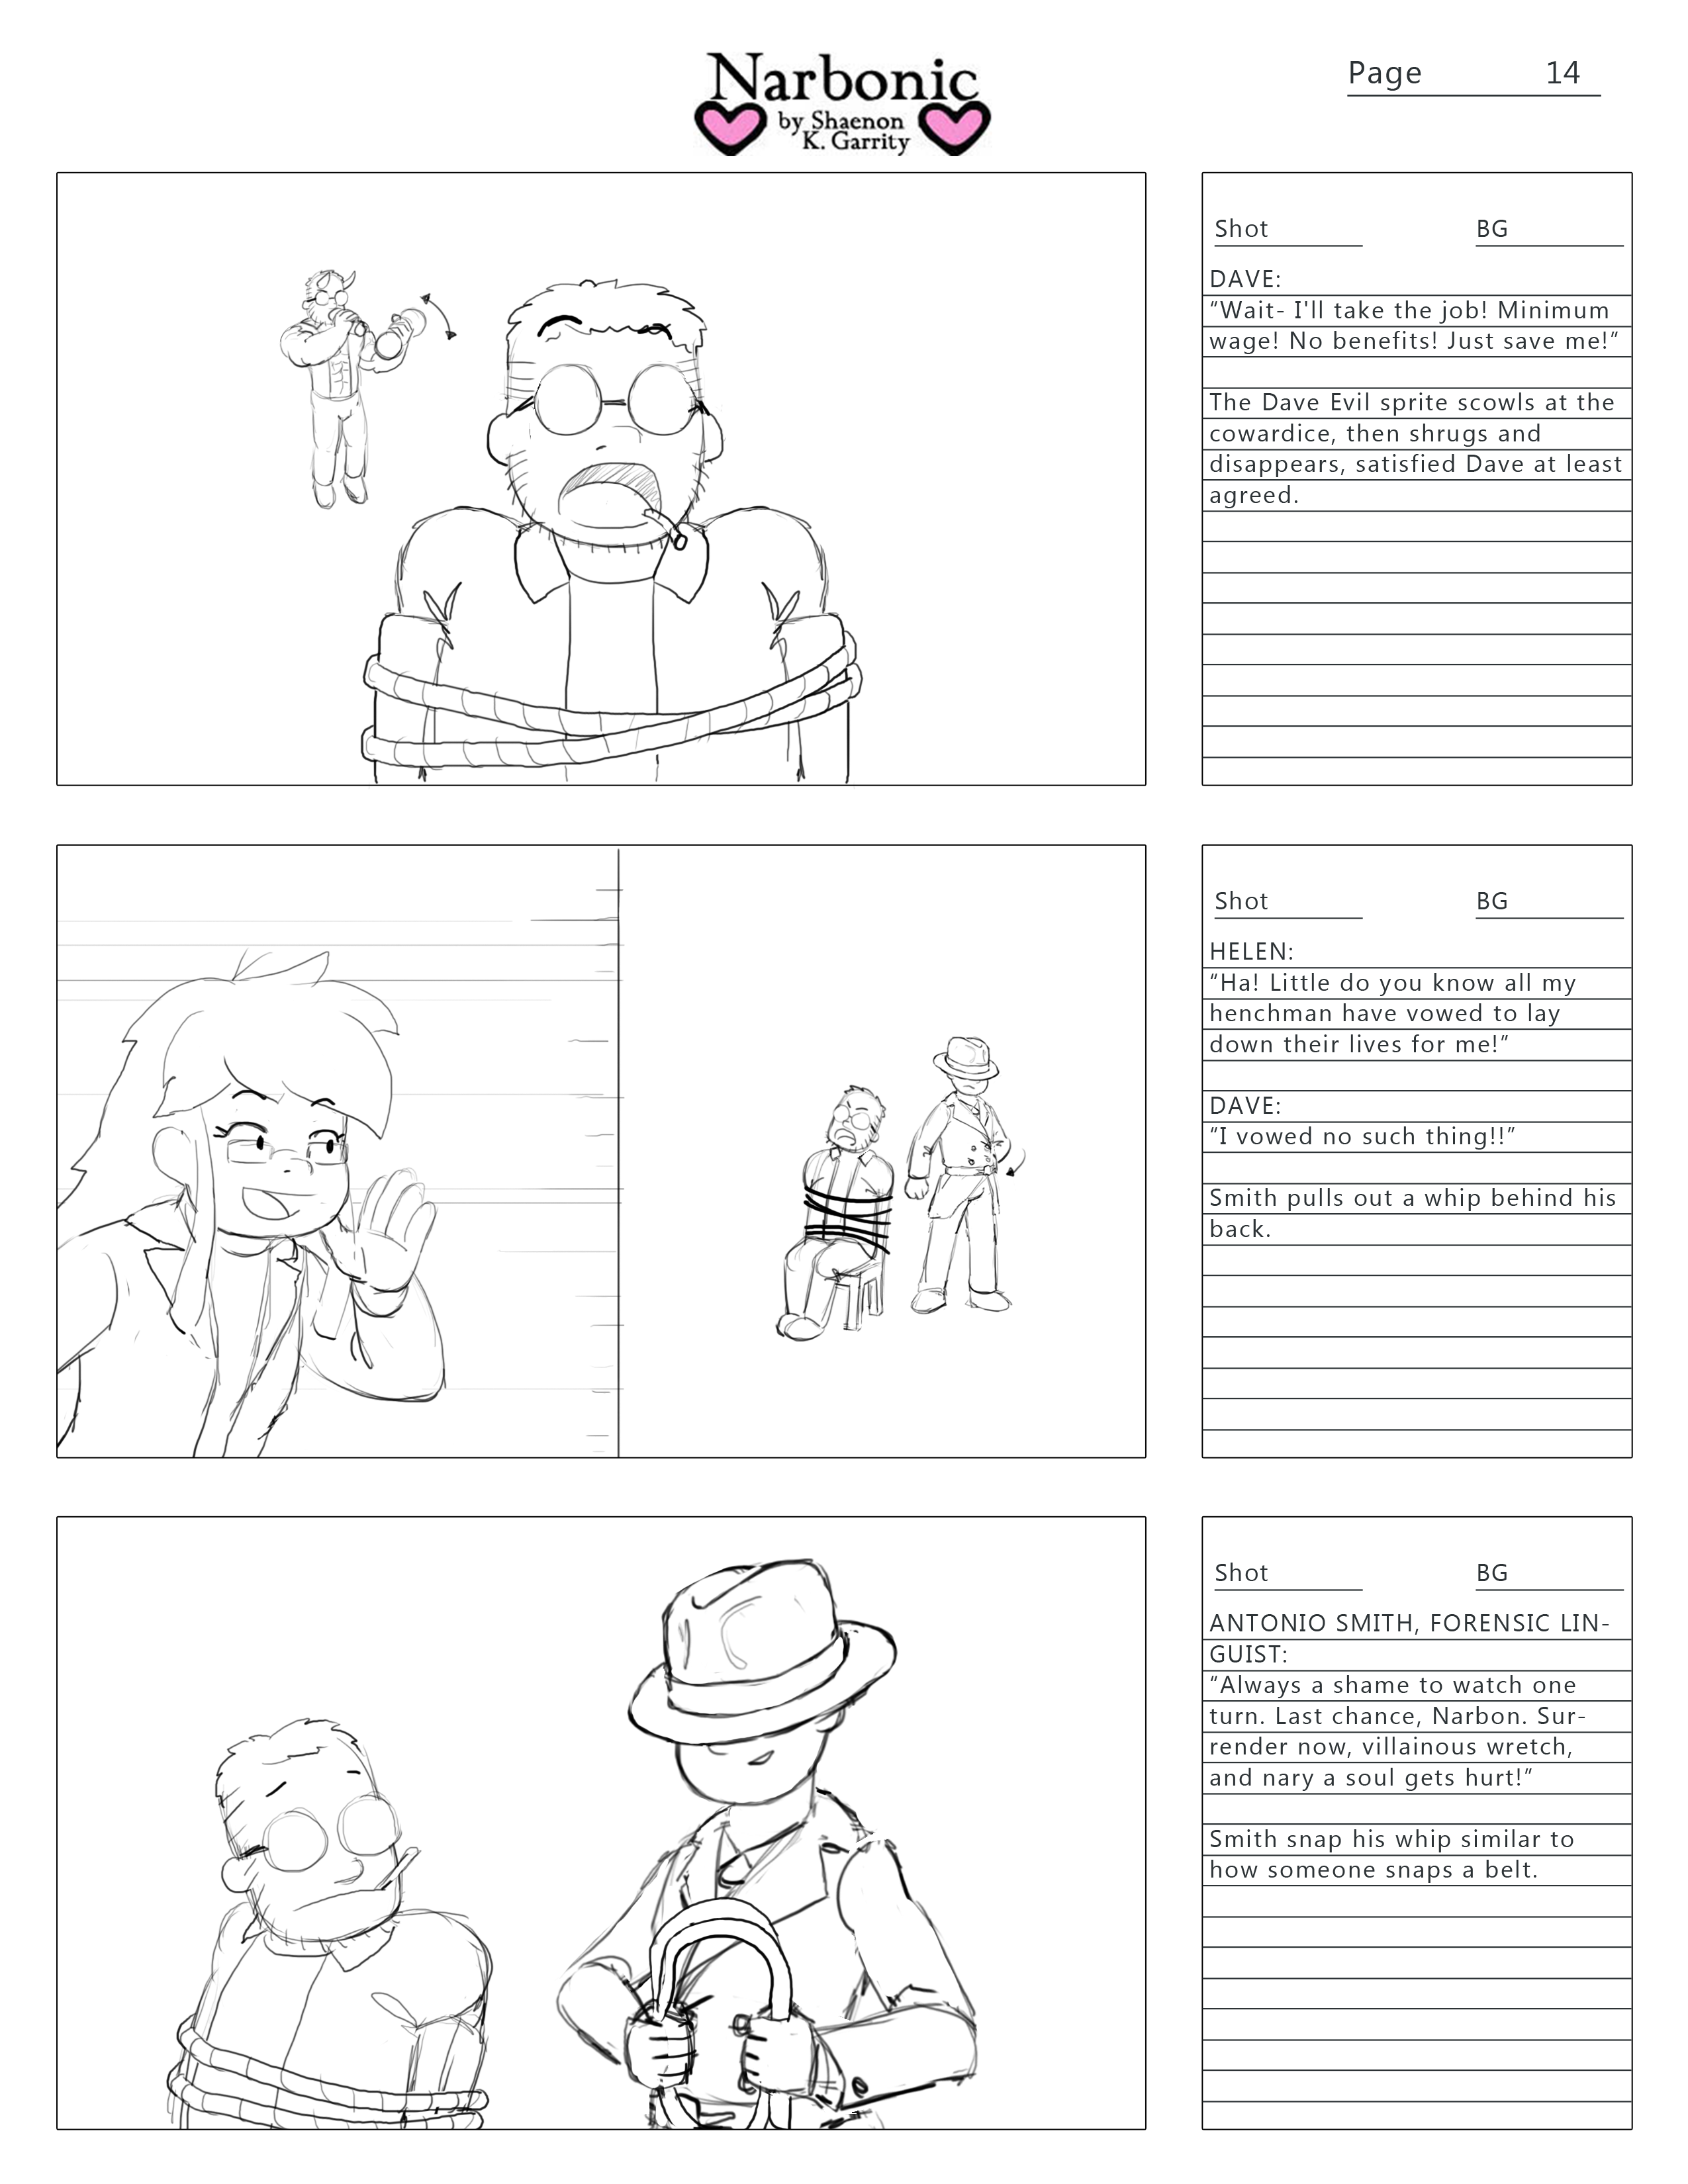 Narbonic
by Shaenon
K. Garrity
Page 14
Shot BG
DAVE:
“Wait- I'll take the job! Minimum
wage! No benefits! Just save me!”
The Dave Evil sprite scowls at the
cowardice, then shrugs and
disappears, satisfied Dave at least
agreed.
Shot BG
HELEN:
“Ha! Little do you know all my
henchman have vowed to lay
down their lives for me!”
DAVE:
“I vowed no such thing!!”
Smith pulls out a whip behind his
back.
Shot BG
ANTONIO SMITH, FORENSIC LIN-
GUIST:
“Always a shame to watch one
turn. Last chance, Narbon. Sur-
render now, villainous wretch,
and nary a soul gets hurt!”
Smith snap his whip similar to
how someone snaps a belt.